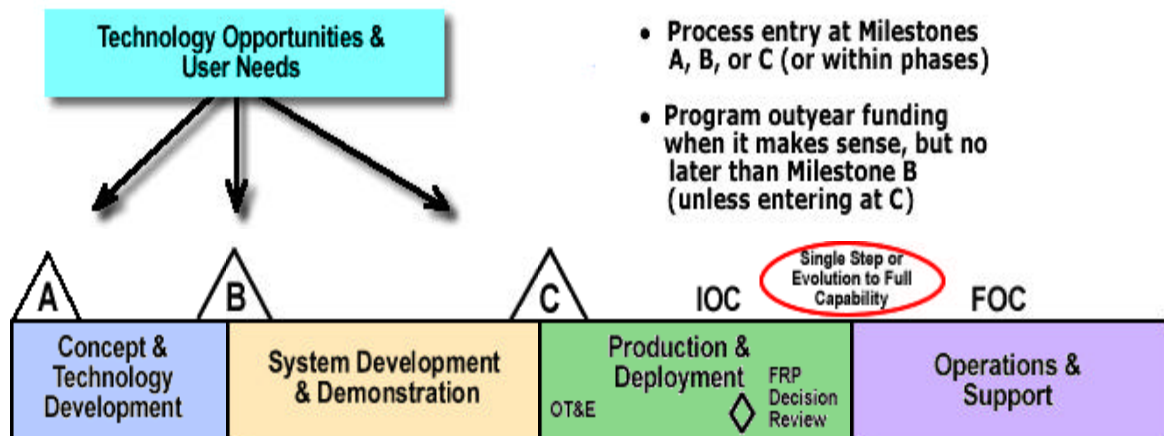 Technology Opportunities &
User Needs
• Process entry at Milestones
A, B, or C (or within phases)
• Program outyear funding
when it makes sense, but no
later than Milestone B
(unless entering at C)
A
B
C
IOC
Single Step or
Evolution to Full
Capability
FOC
Concept &
Technology
Development
System Development
& Demonstration
Production &
Deployment
OT&E
FRP
Decision
Review
Operations &
Support